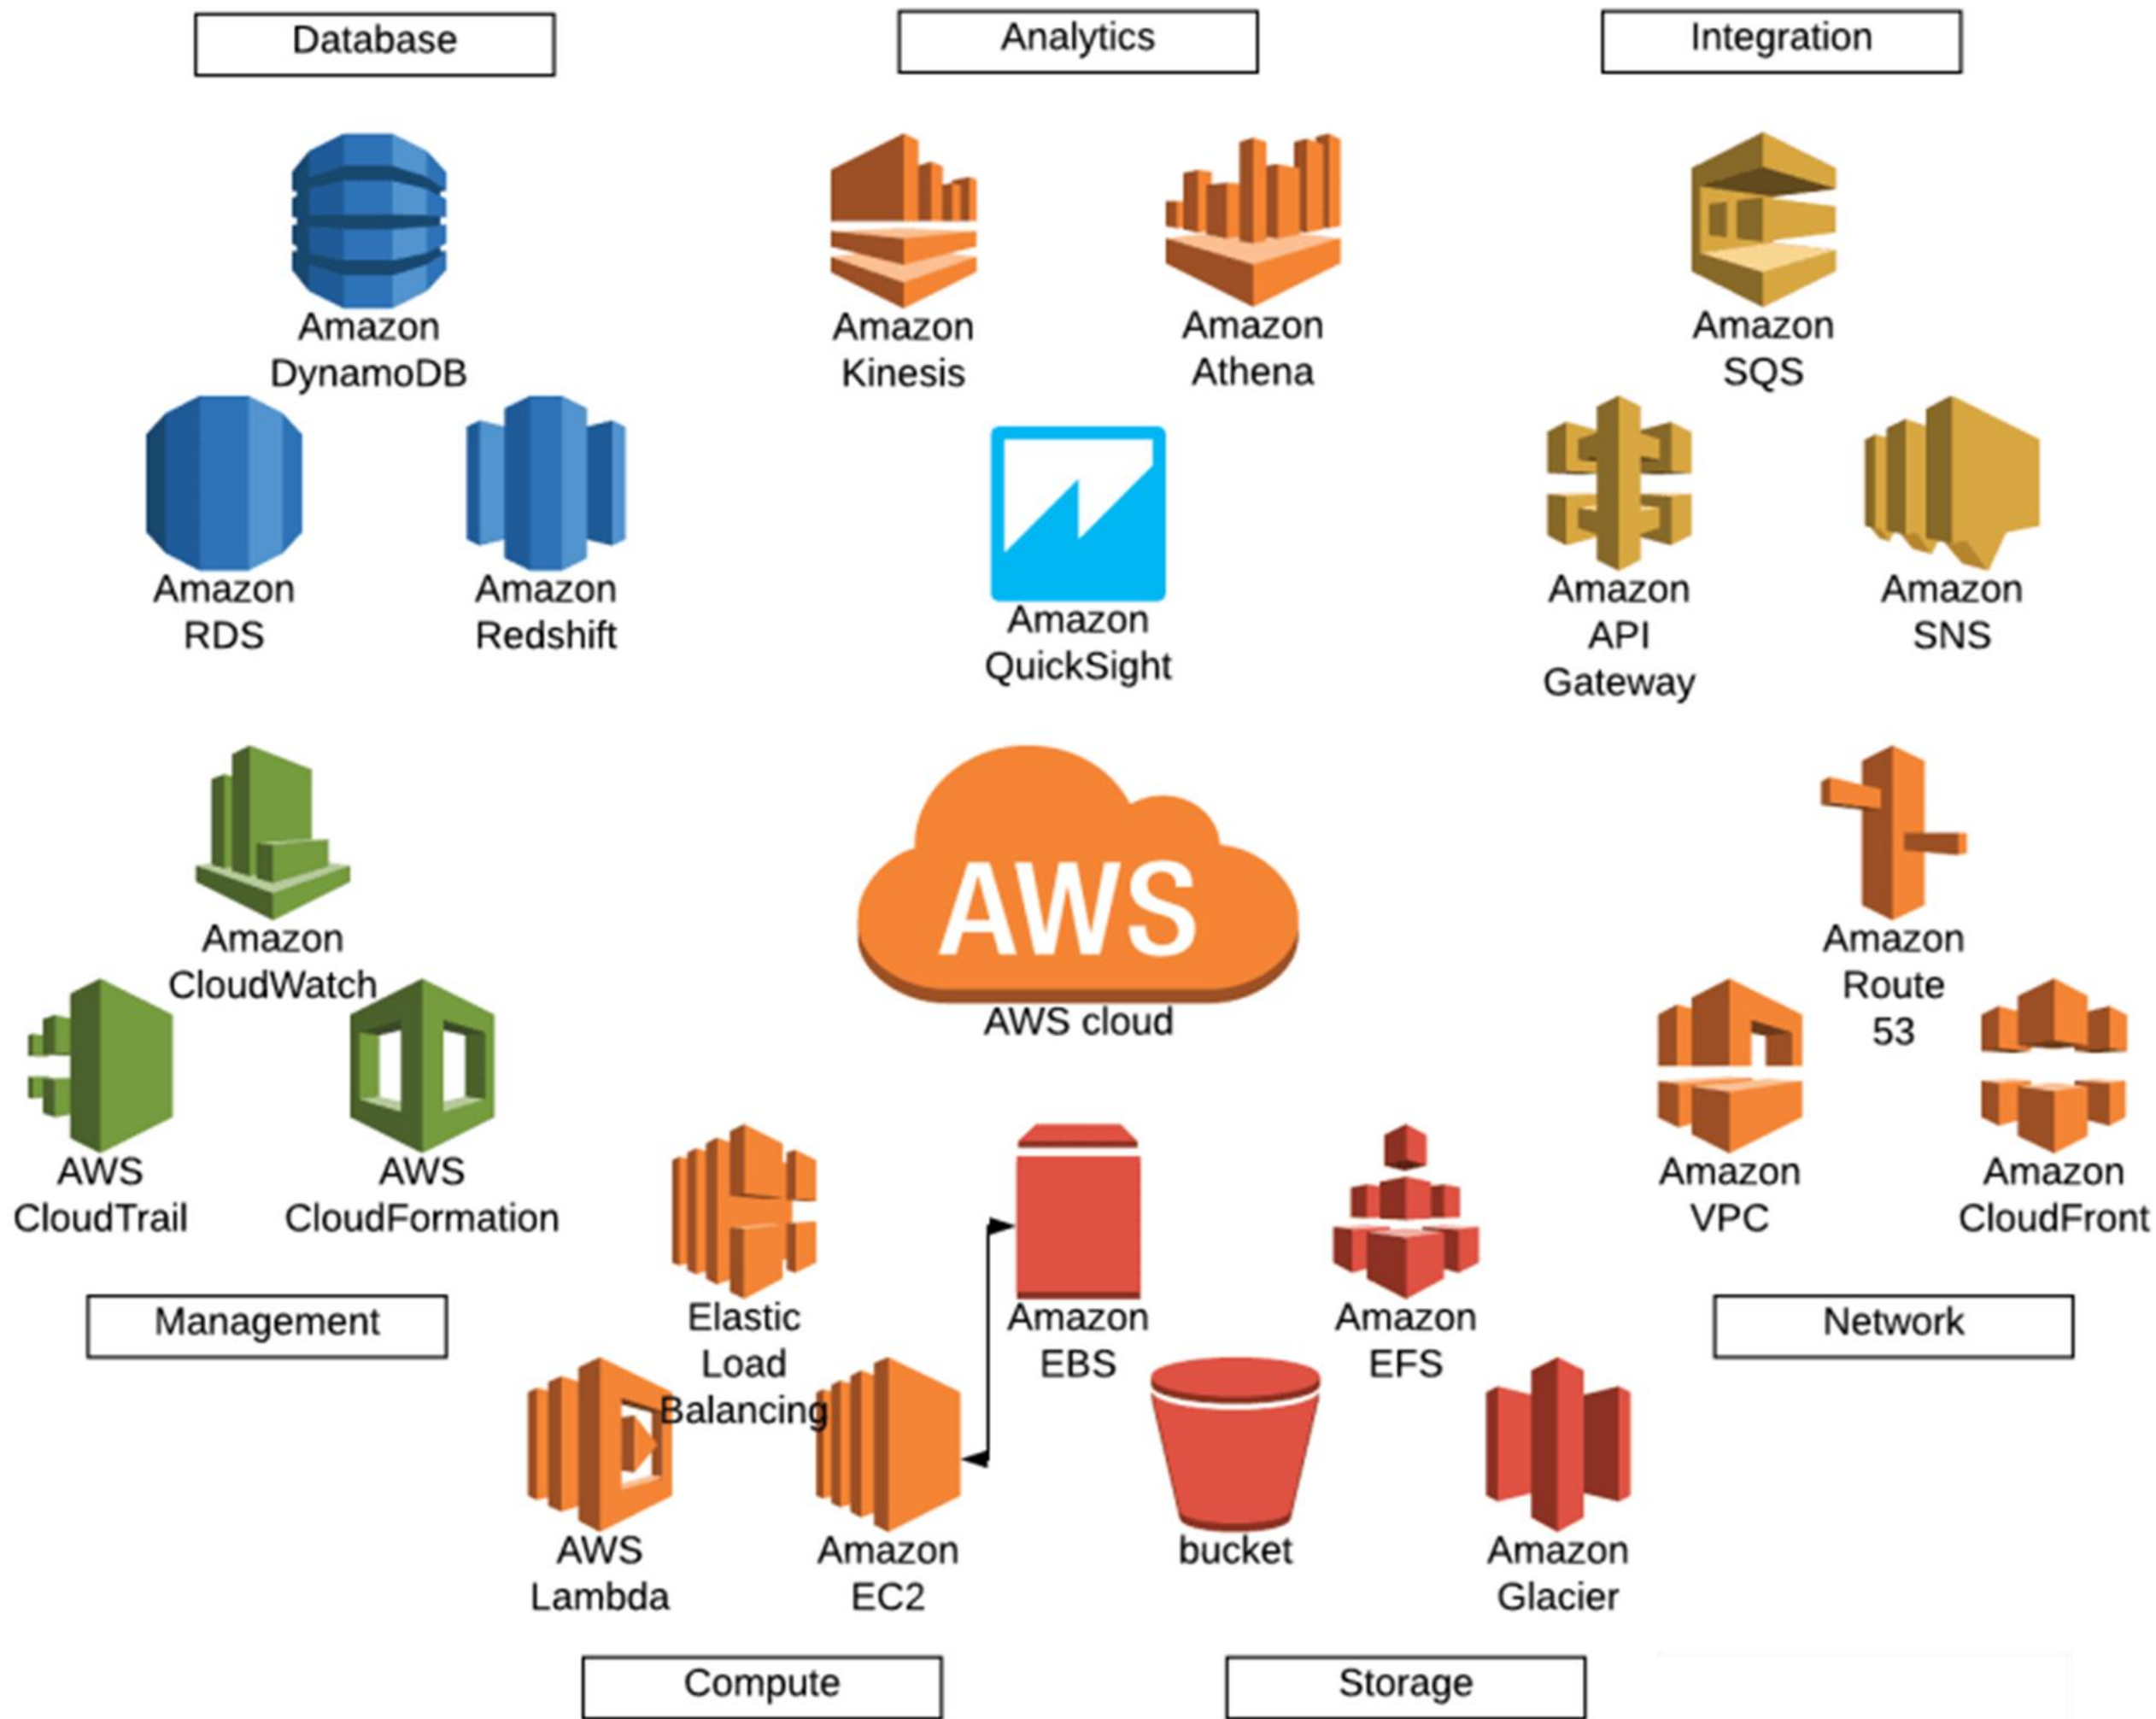 Database
Analytics
Integration
Amazon
DynamoDB
Amazon
Kinesis
Amazon
Athena
Amazon
SQS
Amazon
RDS
Amazon
Redshift
Amazon
QuickSight
Amazon
API
Gateway
Amazon
SNS
Amazon
CloudWatch
AWS
AWS cloud
Amazon
Route
53
AWS
CloudTrail
AWS
CloudFormation
Amazon
VPC
Amazon
CloudFront
Management
Elastic
Load
Balancing
Amazon
EBS
Amazon
EFS
Network
AWS
Lambda
Amazon
EC2
bucket
Amazon
Glacier
Compute
Storage